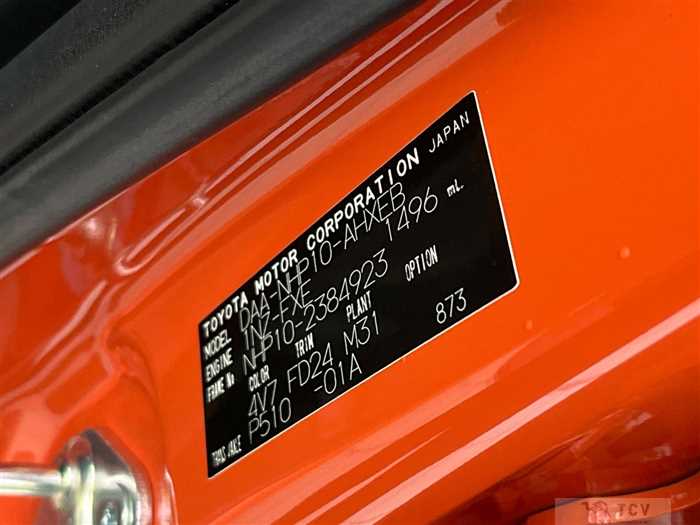 TOYOTA MOTOR CORPORATION JAPAN
MODEL DAA-NHP10-AHXEB
ENGINE 1NZ-FXE 1496 mL.
FRAME No NHP10-2384923
COLOR TRIM PLANT OPTION
4V7 FD24 M31 873
TRANS./AXLE P510 -01A
TCV